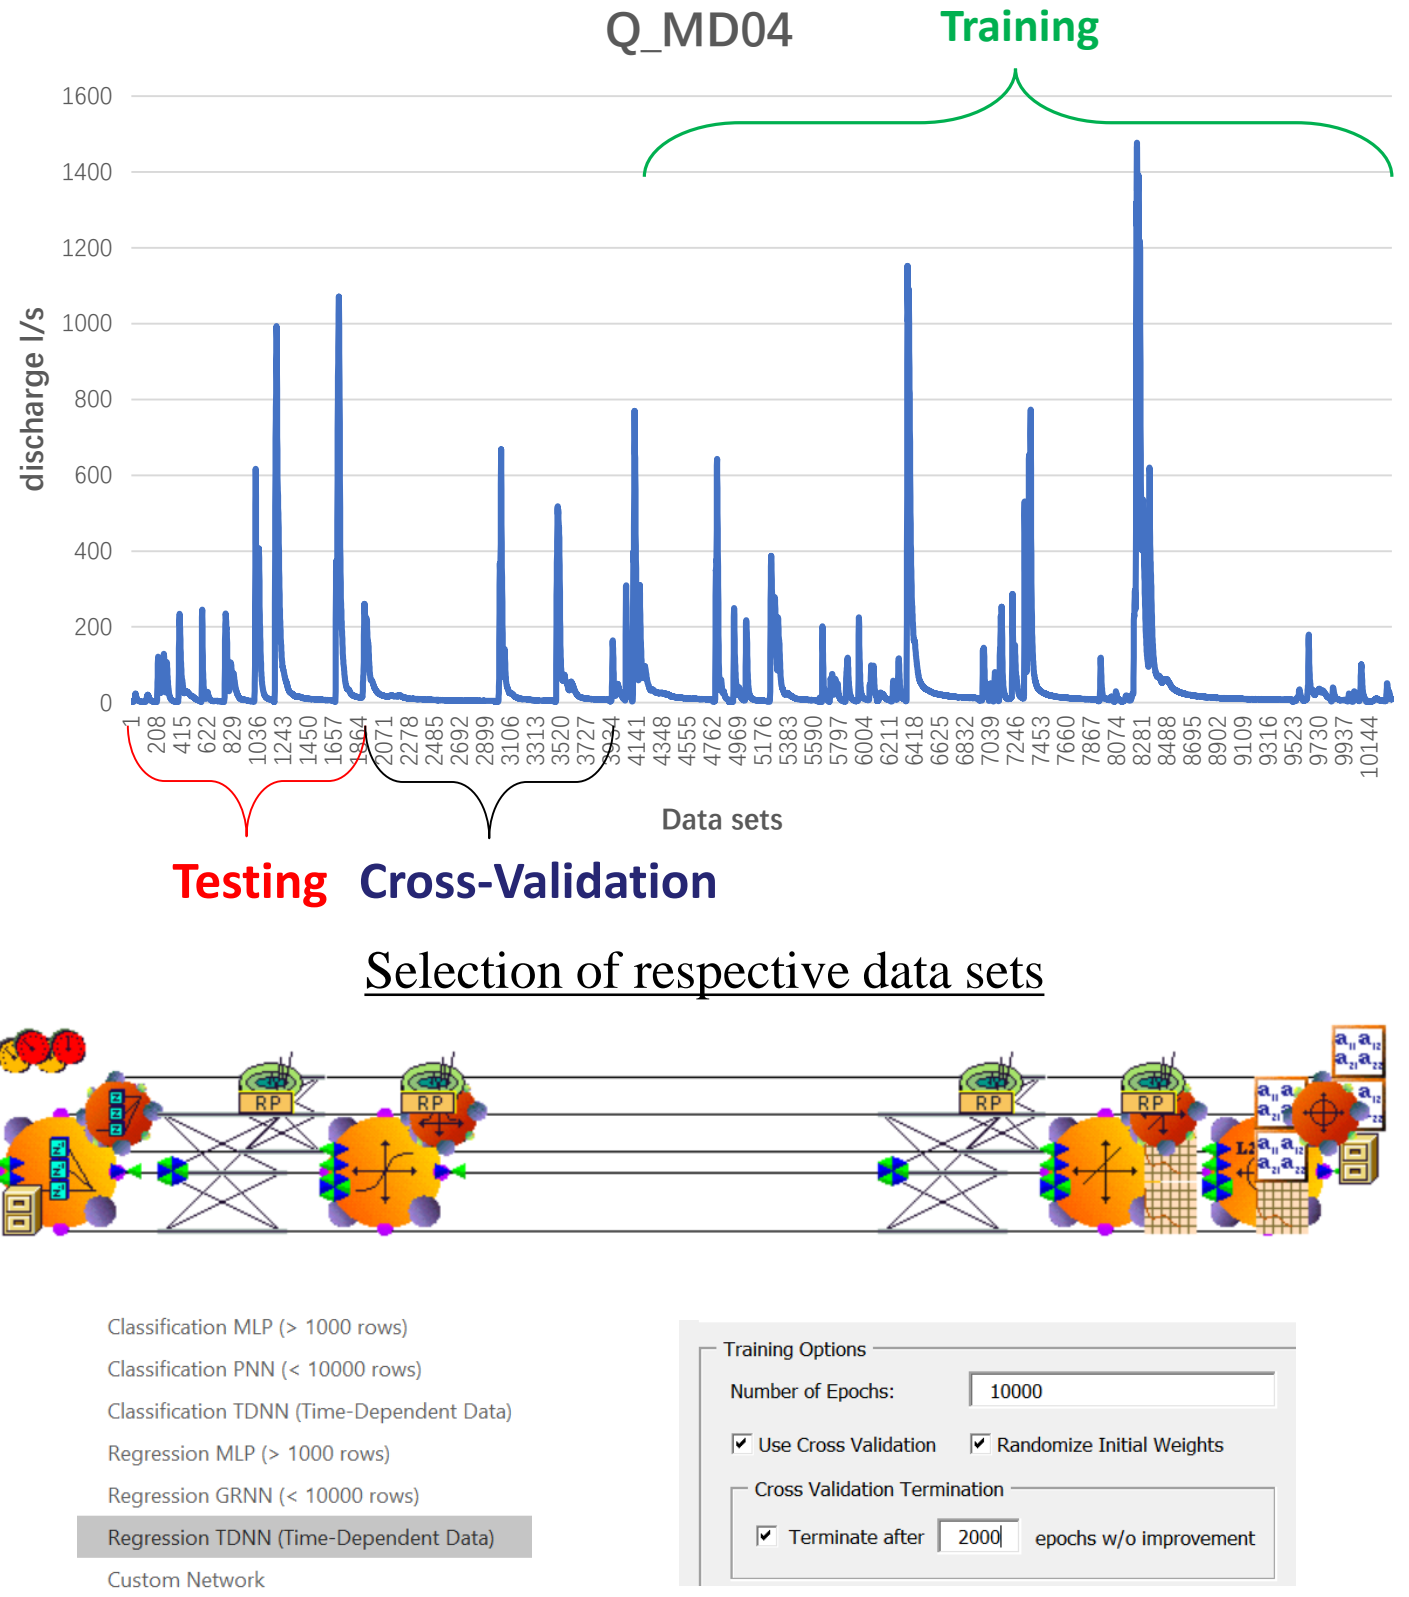 Q_MD04
Training
1600
1400
1200
1000
800
600
400
200
0
discharge l/s
1 208 415 622 829 1036 1243 1450 1657 1864 2071 2278 2485 2692 2899 3106 3313 3520 3727 3934 4141 4348 4555 4762 4969 5176 5383 5590 5797 6004 6211 6418 6625 6832 7039 7246 7453 7660 7867 8074 8281 8488 8695 8902 9109 9316 9523 9730 9937 10144
Data sets
Testing
Cross-Validation
Selection of respective data sets
RP
RP
RP
RP
a11 a12
a21 a22
Classification MLP (> 1000 rows)
Classification PNN (< 10000 rows)
Classification TDNN (Time-Dependent Data)
Regression MLP (> 1000 rows)
Regression GRNN (< 10000 rows)
Regression TDNN (Time-Dependent Data)
Custom Network
Training Options
Number of Epochs: 10000
Use Cross Validation Randomize Initial Weights
Cross Validation Termination
Terminate after 2000 epochs w/o improvement